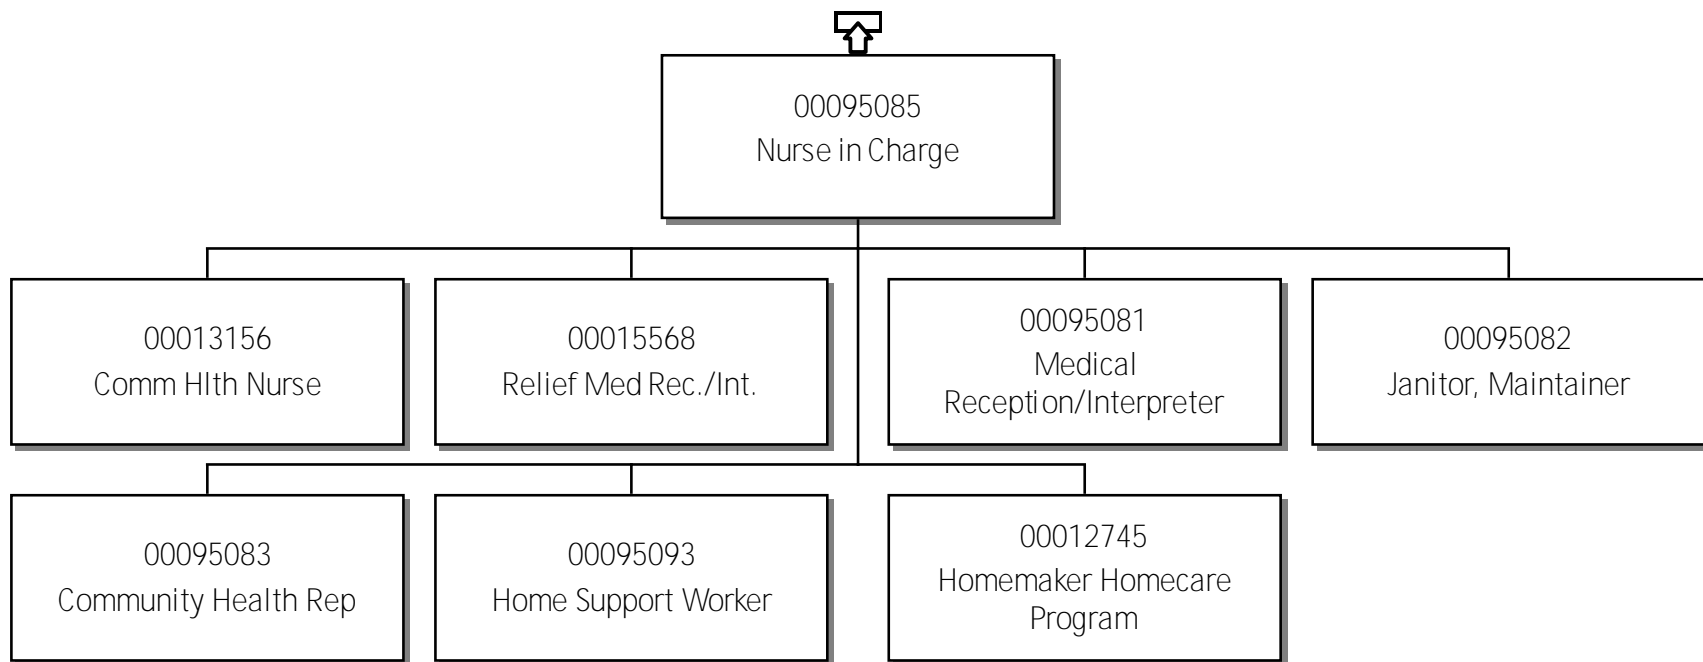 00095085
Nurse in Charge
00013156
Comm Hlth Nurse
00015568
Relief Med Rec./Int.
00095081
Medical
Reception/Interpreter
00095082
Janitor, Maintainer
00095083
Community Health Rep
00095093
Home Support Worker
00012745
Homemaker Homecare
Program